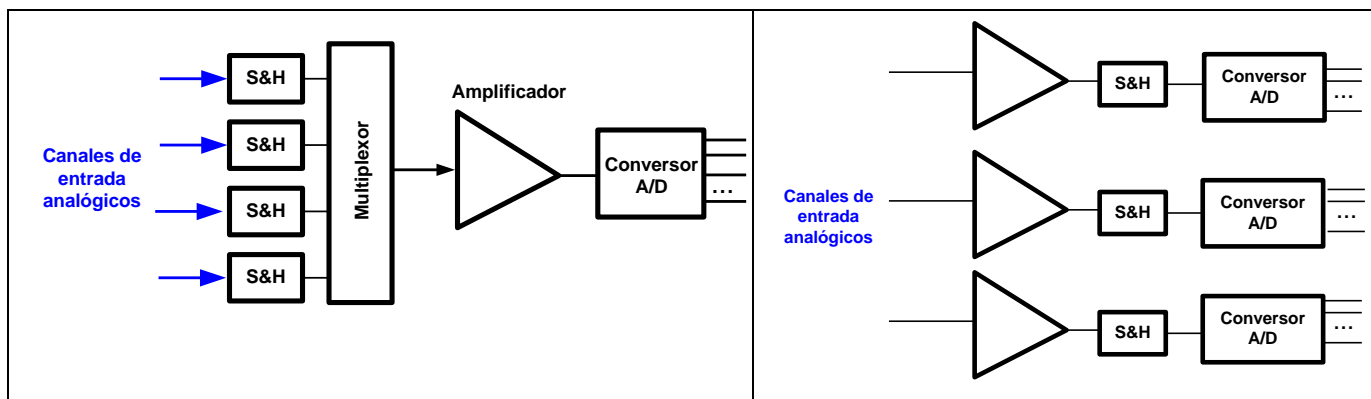 S&H
S&H
S&H
S&H
Canales de
entrada
analógicos
Multiplexor
Amplificador
Conversor
A/D
...
Canales de
entrada
analógicos
S&H
Conversor
A/D
...
S&H
Conversor
A/D
...
S&H
Conversor
A/D
...